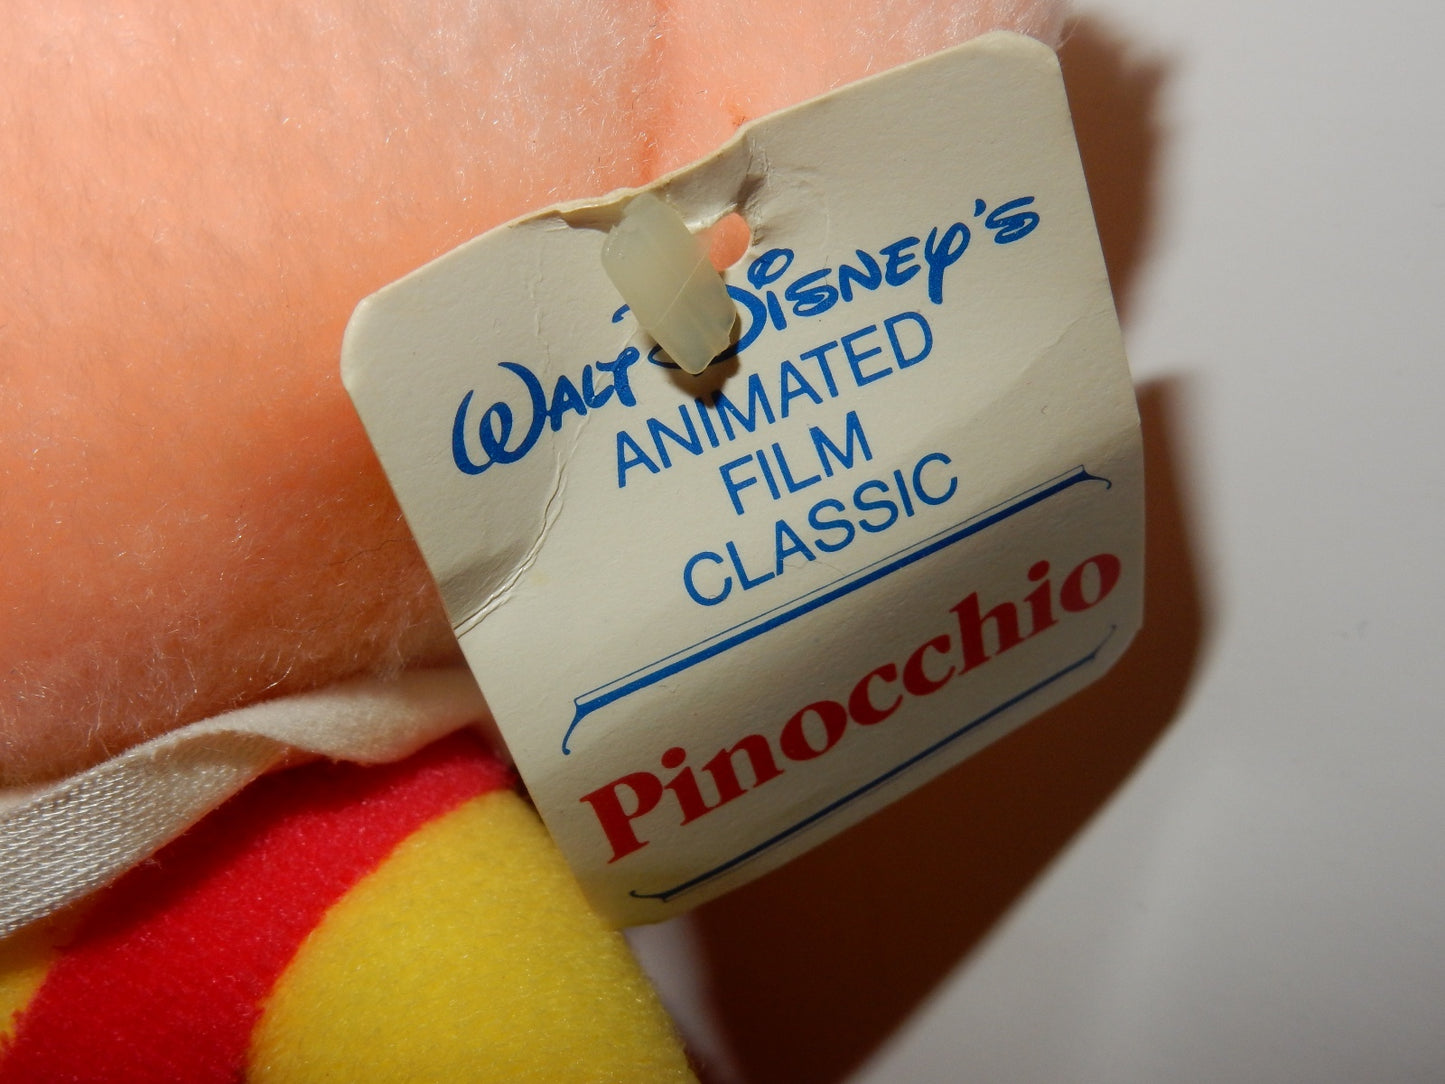 Walt Disney's
ANIMATED
FILM
CLASSIC
Pinocchio